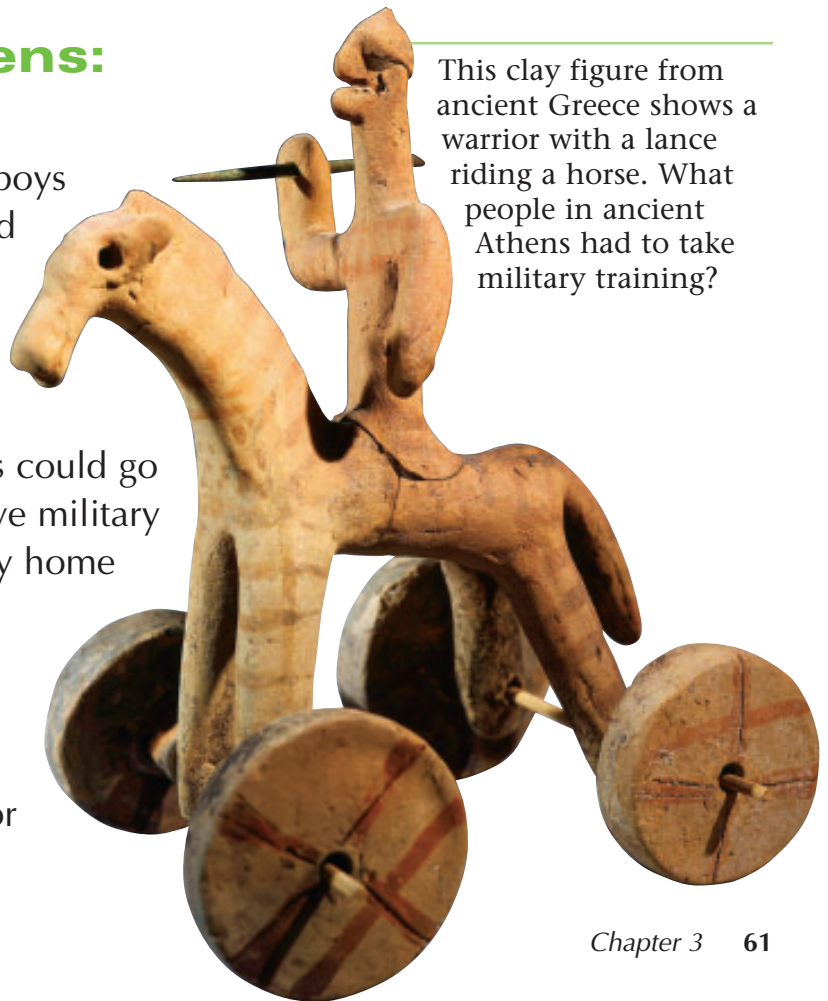 ens:
boys
d
s could go
ve military
y home
or
This clay figure from
ancient Greece shows a
warrior with a lance
riding a horse. What
people in ancient
Athens had to take
military training?
Chapter 3 61